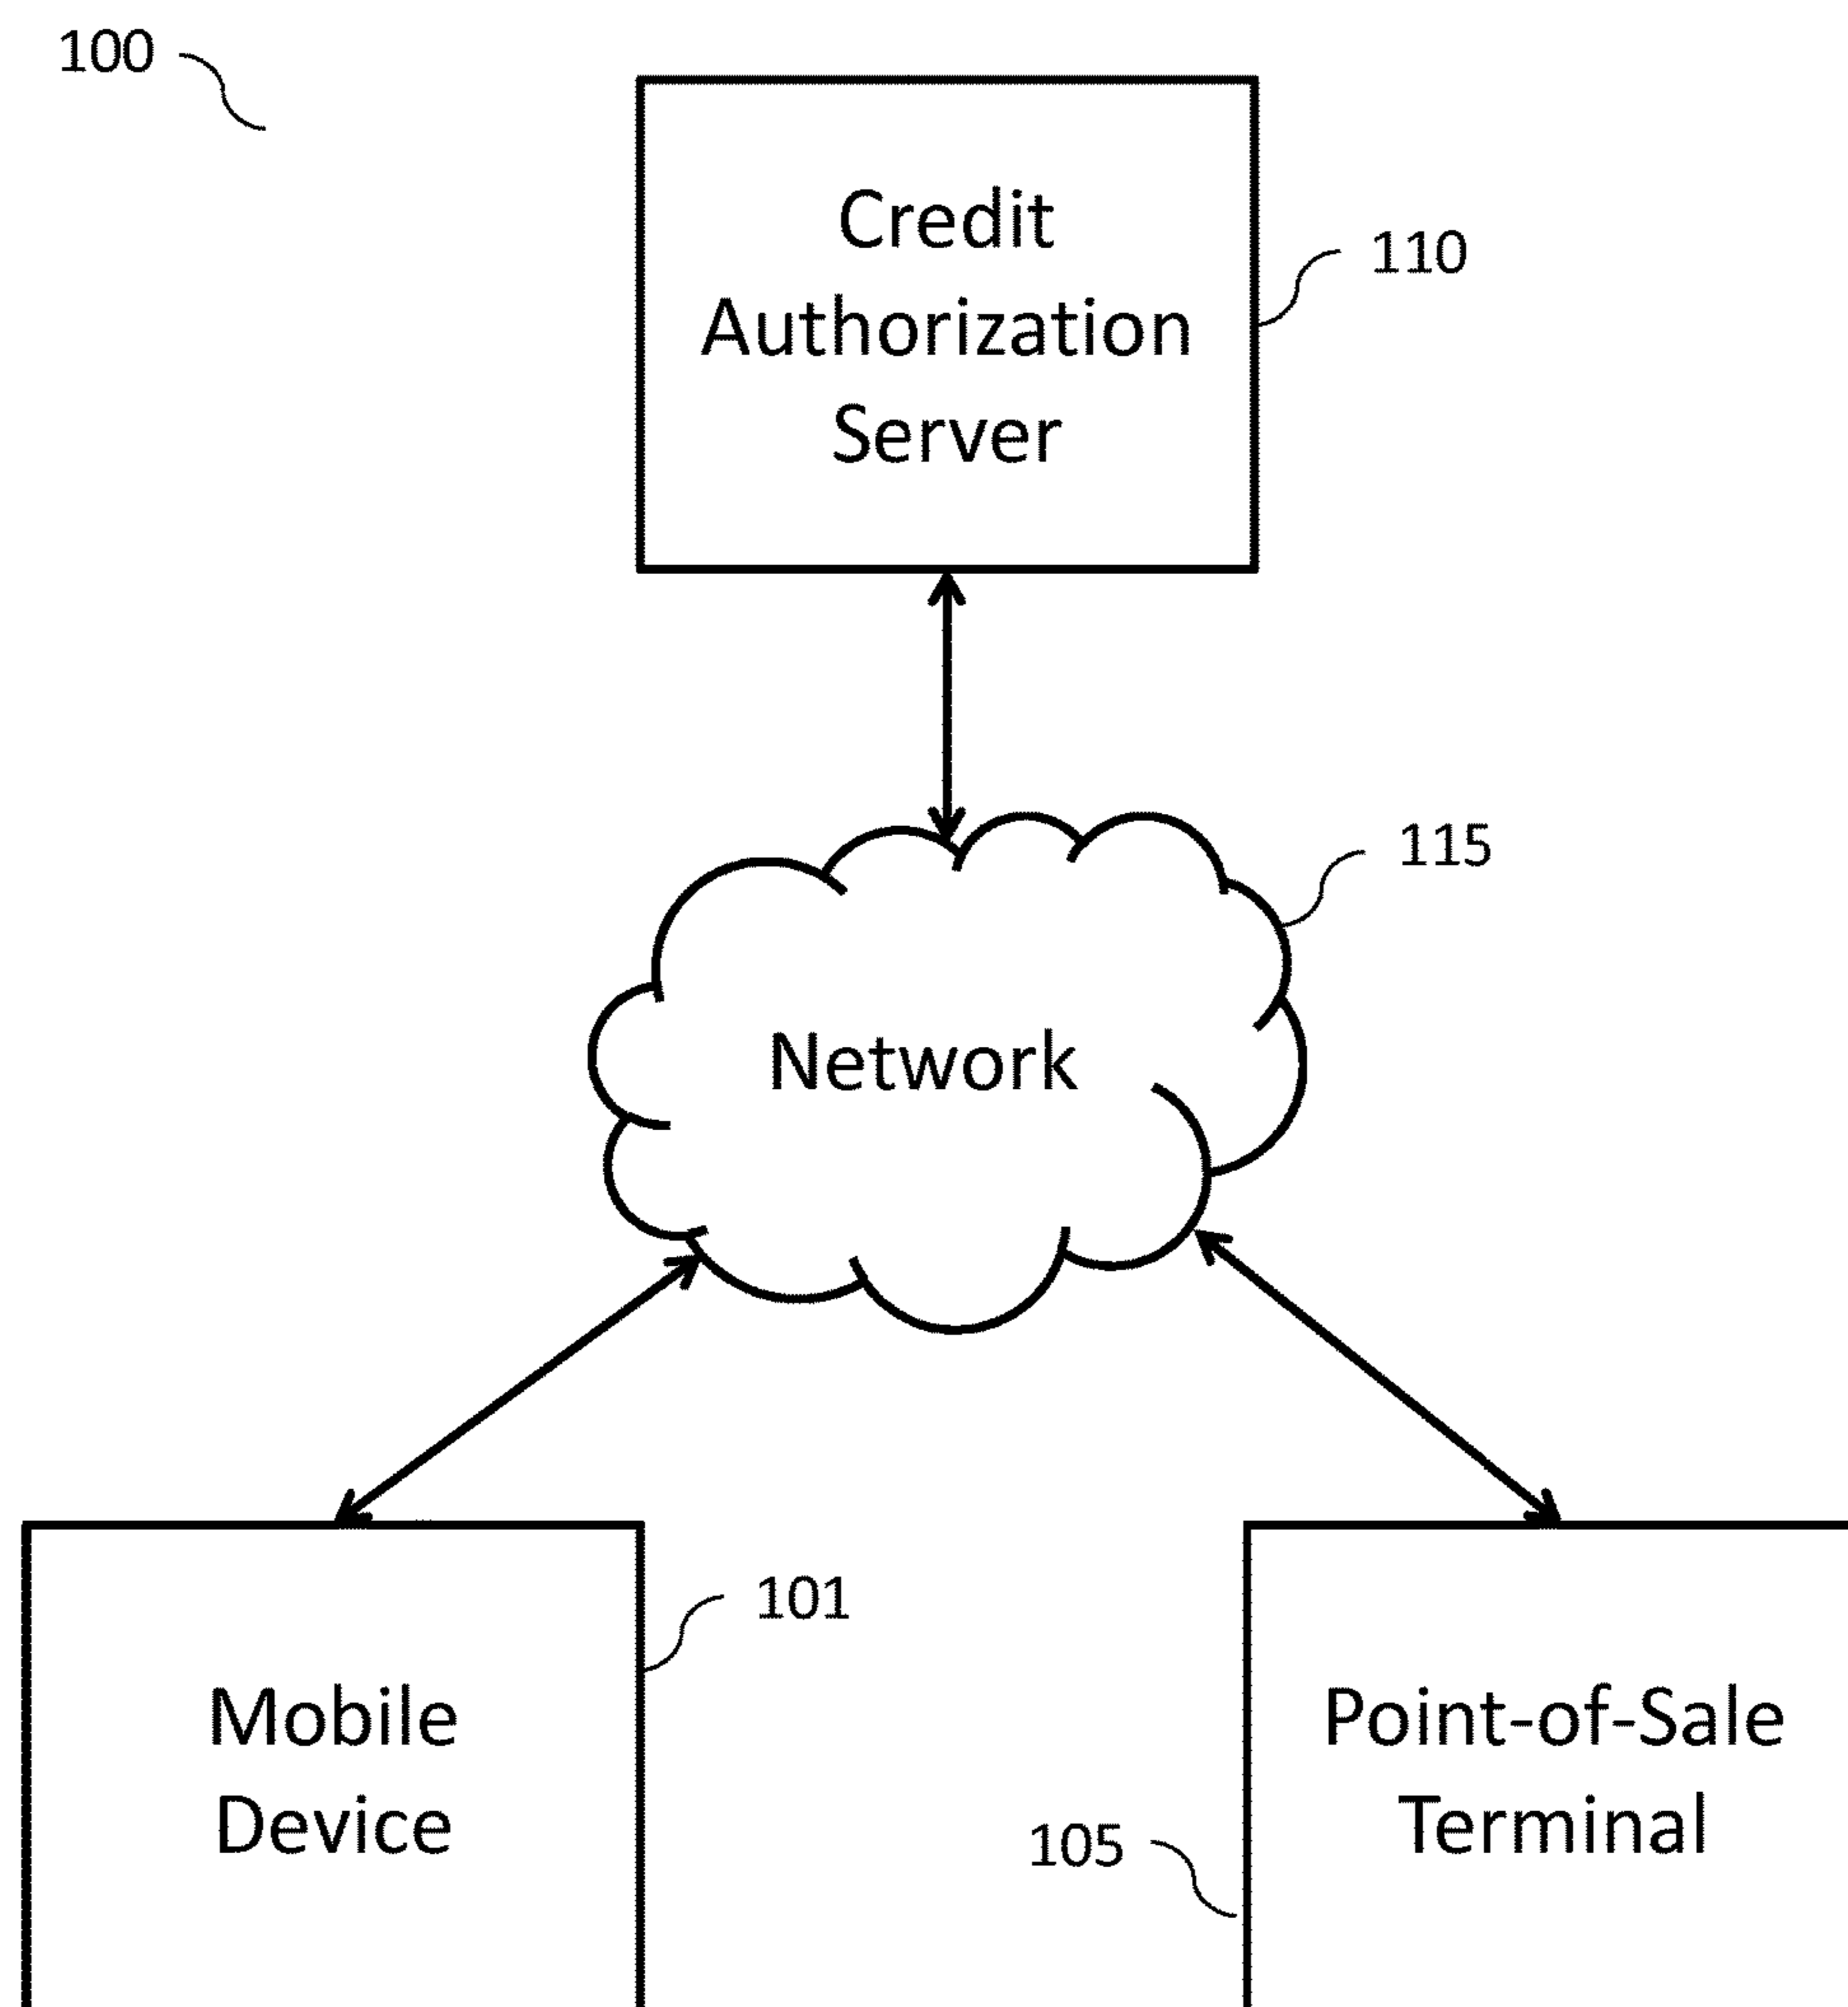 100
Credit
Authorization
Server
110
115
Network
101
Mobile
Device
Point-of-Sale
Terminal
105